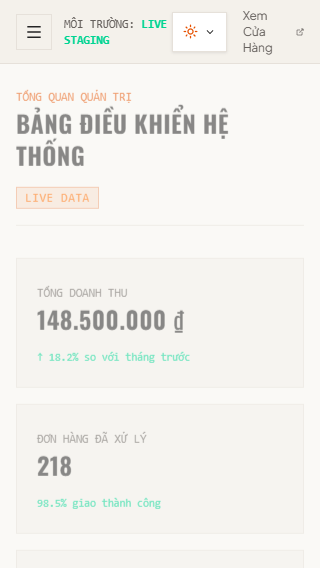 MÔI TRƯỜNG: LIVE
STAGING
Xem
Cửa
Hàng
TỔNG QUAN QUẢN TRỊ
BẢNG ĐIỀU KHIỂN HỆ
THỐNG
LIVE DATA
TỔNG DOANH THU
148.500.000 ₫
↑ 18.2% so với tháng trước
ĐƠN HÀNG ĐÃ XỬ LÝ
218
98.5% giao thành công